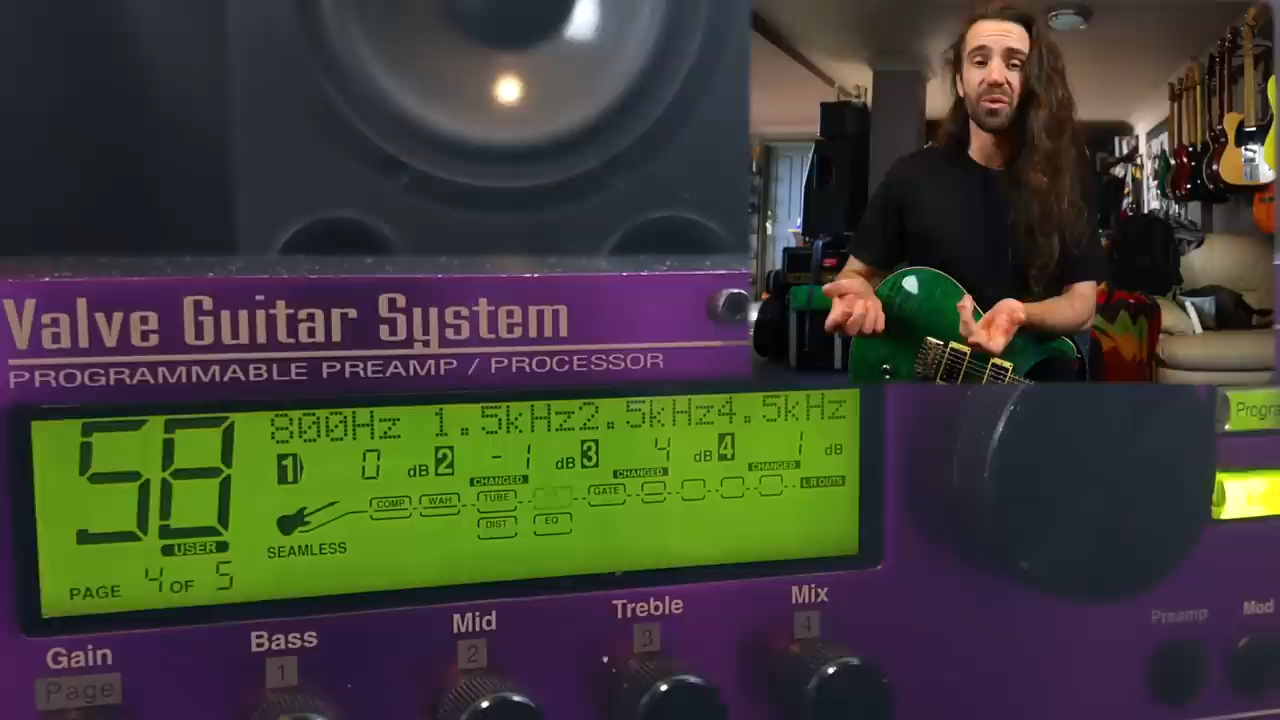 Valve Guitar System
PROGRAMMABLE PREAMP / PROCESSOR
58
USER
800Hz 1.5kHz2.5kHz4.5kHz
1 0 dB 2 -1 dB 3 4 dB 4 1 dB
CHANGED CHANGED CHANGED
COMP WAH TUBE GATE L.R OUTS
DIST EQ
SEAMLESS
PAGE 4 OF 5
Gain Bass Mid Treble Mix
Page 1 2 3 4
Preamp Mod